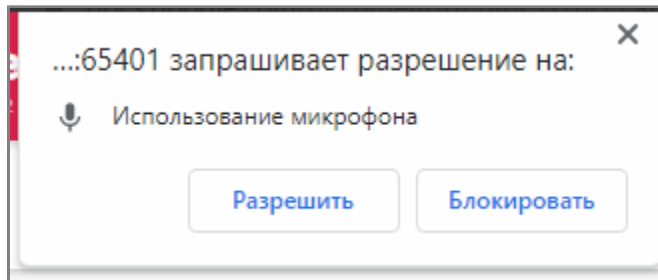 ...:65401 запрашивает разрешение на:
Использование микрофона
Разрешить
Блокировать